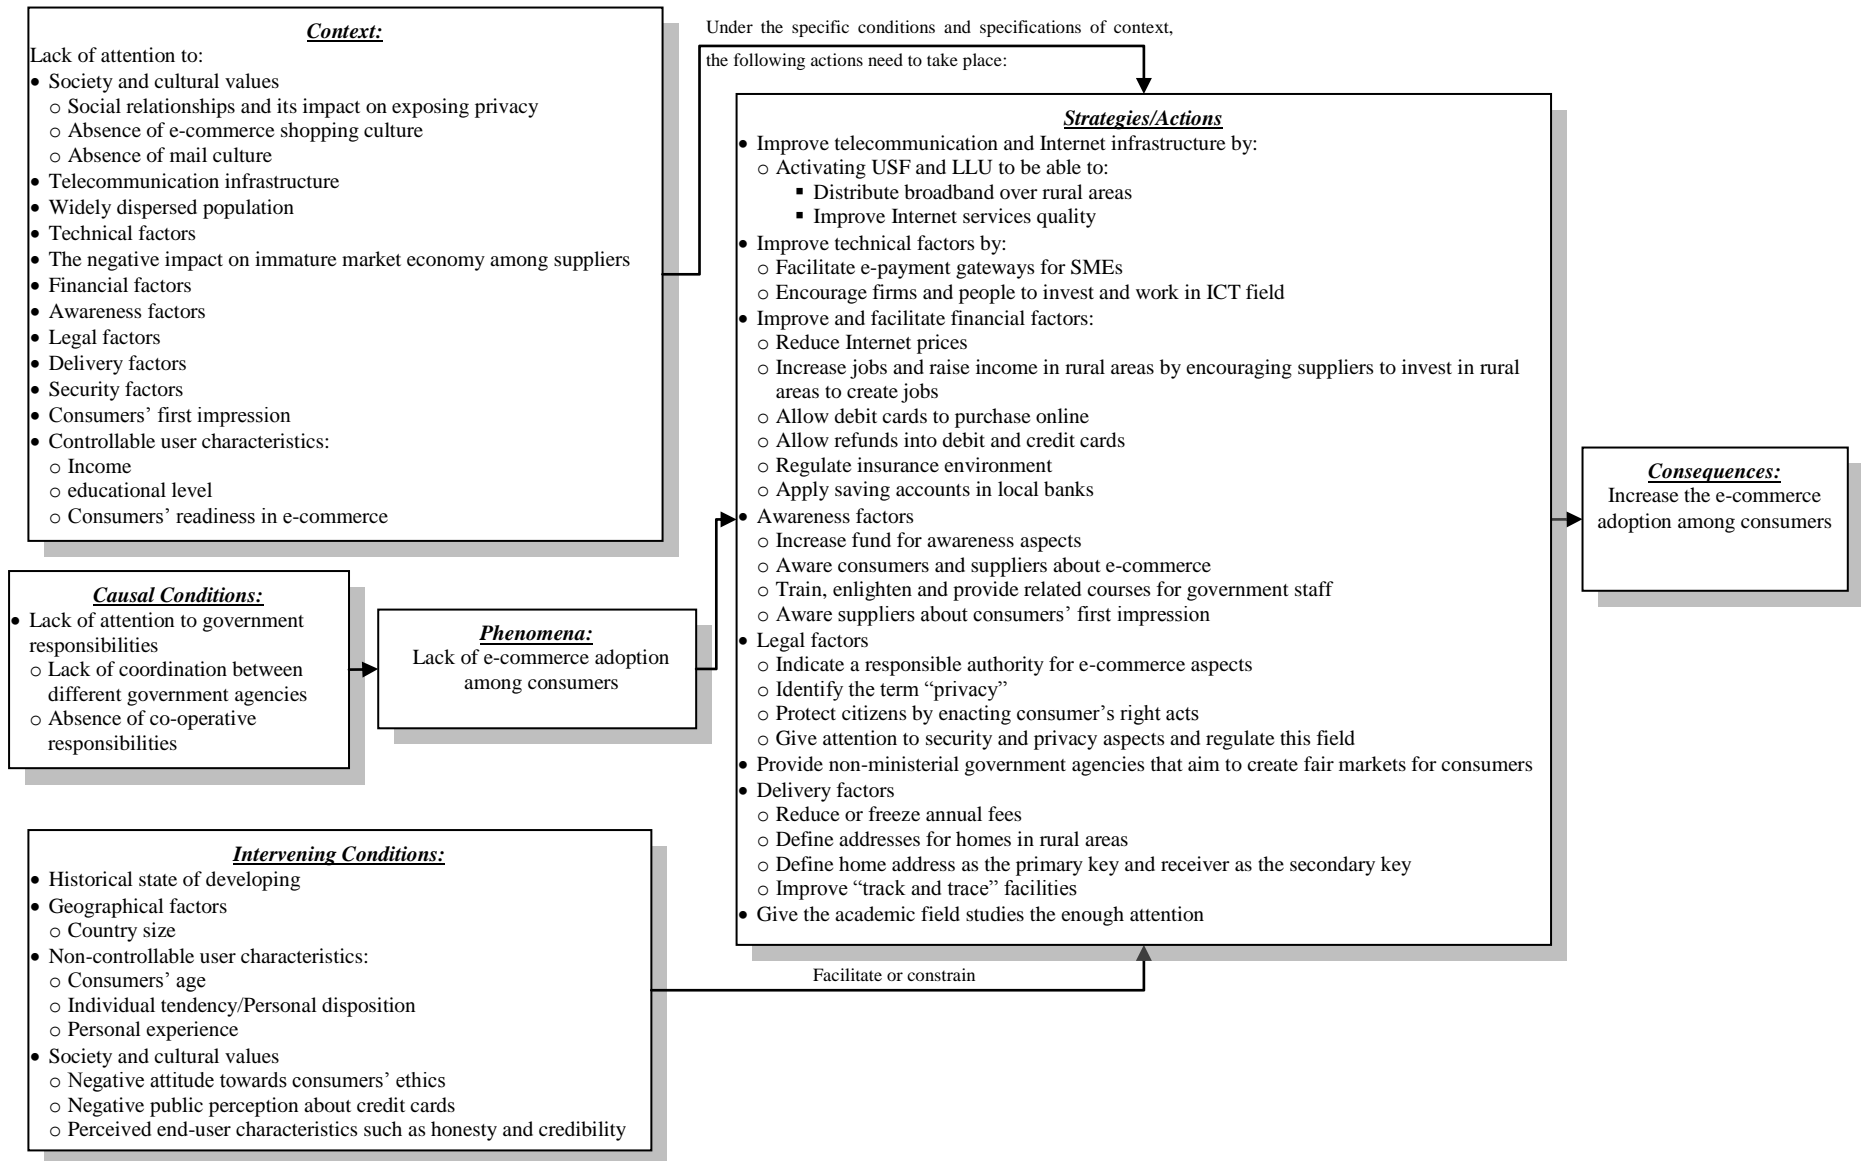 Context:
Lack of attention to:
• Society and cultural values
o Social relationships and its impact on exposing privacy
o Absence of e-commerce shopping culture
o Absence of mail culture
• Telecommunication infrastructure
• Widely dispersed population
• Technical factors
• The negative impact on immature market economy among suppliers
• Financial factors
• Awareness factors
• Legal factors
• Delivery factors
• Security factors
• Consumers’ first impression
• Controllable user characteristics:
o Income
o educational level
o Consumers’ readiness in e-commerce
Under the specific conditions and specifications of context,
the following actions need to take place:
Causal Conditions:
• Lack of attention to government
responsibilities
o Lack of coordination between
different government agencies
o Absence of co-operative
responsibilities
Phenomena:
Lack of e-commerce adoption
among consumers
Strategies/Actions
• Improve telecommunication and Internet infrastructure by:
o Activating USF and LLU to be able to:
▪ Distribute broadband over rural areas
▪ Improve Internet services quality
• Improve technical factors by:
o Facilitate e-payment gateways for SMEs
o Encourage firms and people to invest and work in ICT field
• Improve and facilitate financial factors:
o Reduce Internet prices
o Increase jobs and raise income in rural areas by encouraging suppliers to invest in rural
areas to create jobs
o Allow debit cards to purchase online
o Allow refunds into debit and credit cards
o Regulate insurance environment
o Apply saving accounts in local banks
• Awareness factors
o Increase fund for awareness aspects
o Aware consumers and suppliers about e-commerce
o Train, enlighten and provide related courses for government staff
o Aware suppliers about consumers’ first impression
• Legal factors
o Indicate a responsible authority for e-commerce aspects
o Identify the term “privacy”
o Protect citizens by enacting consumer’s right acts
o Give attention to security and privacy aspects and regulate this field
• Provide non-ministerial government agencies that aim to create fair markets for consumers
• Delivery factors
o Reduce or freeze annual fees
o Define addresses for homes in rural areas
o Define home address as the primary key and receiver as the secondary key
o Improve “track and trace” facilities
• Give the academic field studies the enough attention
Consequences:
Increase the e-commerce
adoption among consumers
Intervening Conditions:
• Historical state of developing
• Geographical factors
o Country size
• Non-controllable user characteristics:
o Consumers’ age
o Individual tendency/Personal disposition
o Personal experience
• Society and cultural values
o Negative attitude towards consumers’ ethics
o Negative public perception about credit cards
o Perceived end-user characteristics such as honesty and credibility
Facilitate or constrain